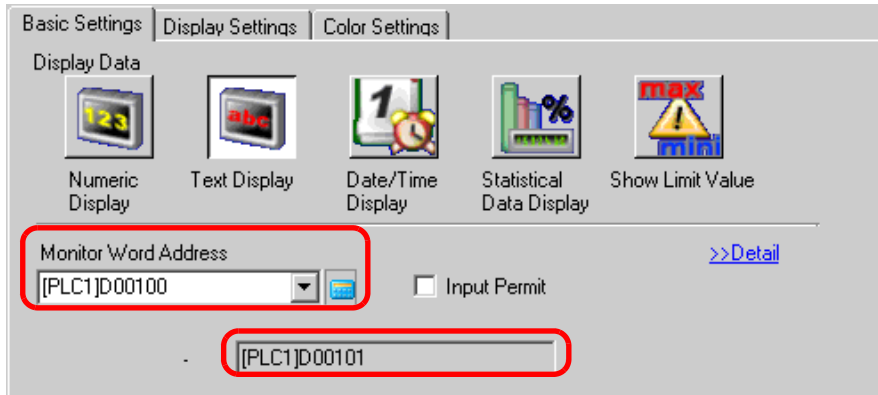 Basic Settings Display Settings Color Settings
Display Data
123 abc 1 % max
mini
Numeric Text Display Date/Time Statistical Show Limit Value
Display Display Data Display
Monitor Word Address >>Detail
[PLC1]D00100 Input Permit
- [PLC1]D00101